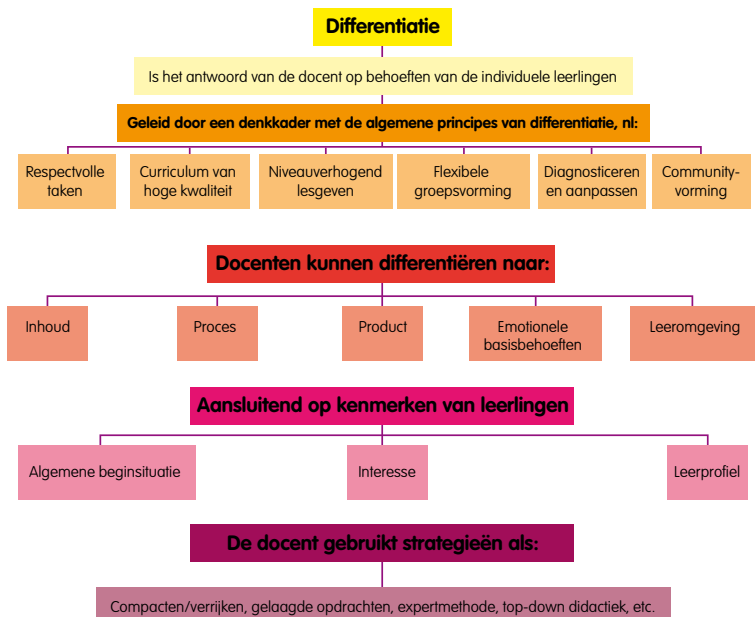 Differentiatie
Is het antwoord van de docent op behoeften van de individuele leerlingen
Geleid door een denkkader met de algemene principes van differentiatie, nl:
Respectvolle
taken
Curriculum van
hoge kwaliteit
Niveauverhogend
lesgeven
Flexibele
groepsvorming
Diagnosticeren
en aanpassen
Community-
vorming
Docenten kunnen differentiëren naar:
Inhoud
Proces
Product
Emotionele
basisbehoeften
Leeromgeving
Aansluitend op kenmerken van leerlingen
Algemene beginsituatie
Interesse
Leerprofiel
De docent gebruikt strategieën als:
Compacten/verrijken, gelaagde opdrachten, expertmethode, top-down didactiek, etc.